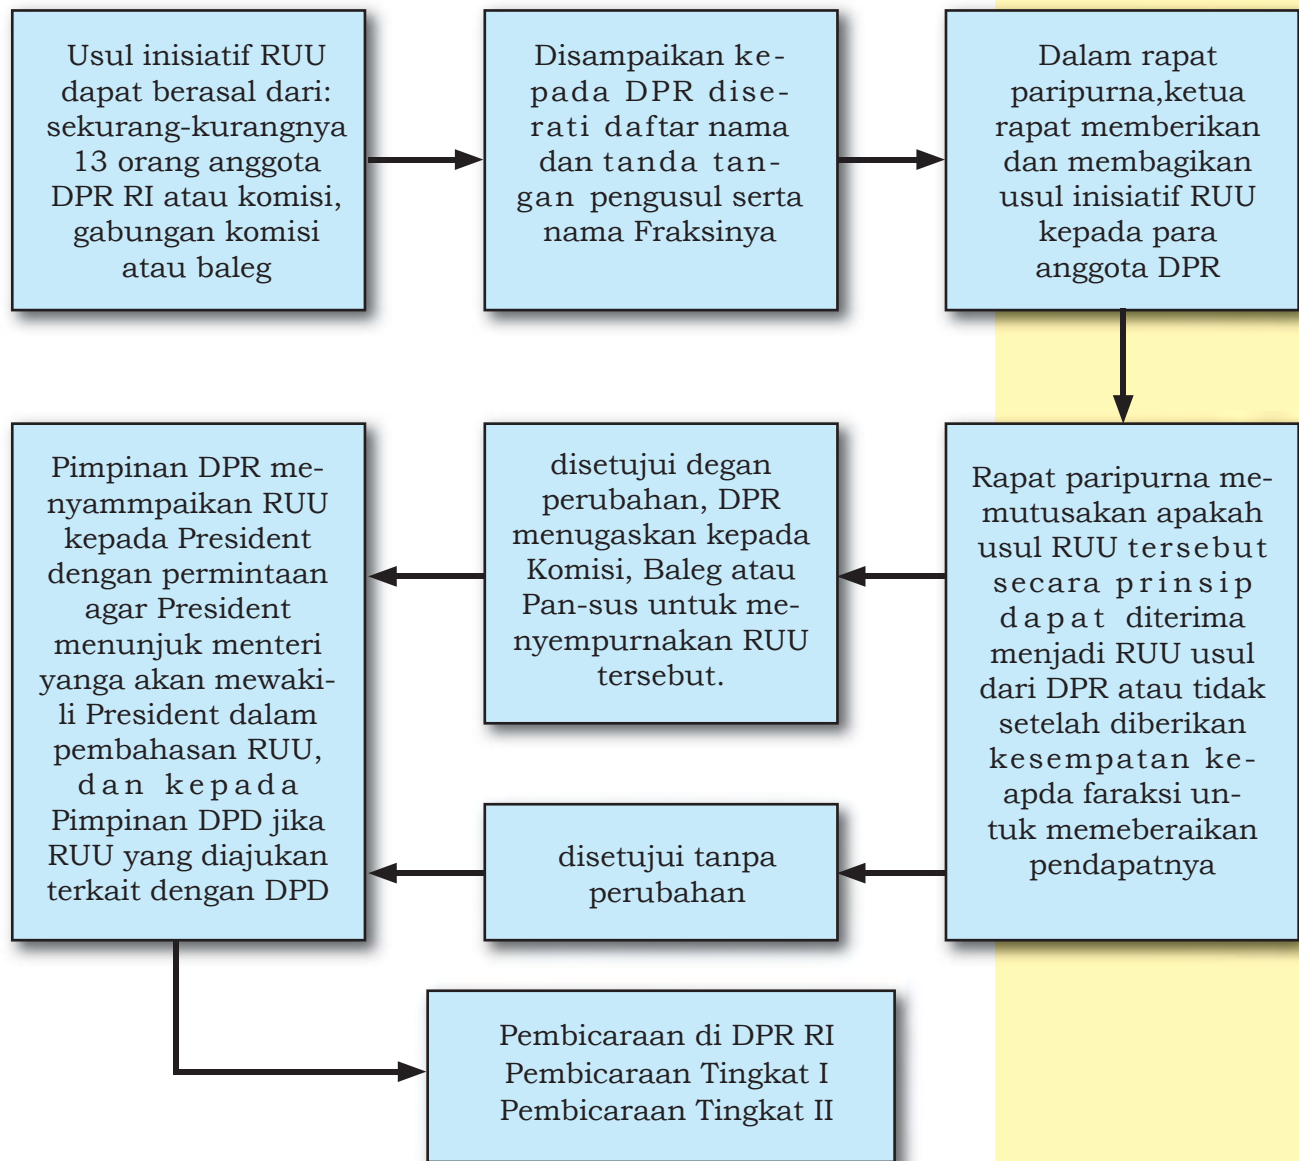 Usul inisiatif RUU
dapat berasal dari:
sekurang-kurangnya
13 orang anggota
DPR RI atau komisi,
gabungan komisi
atau baleg
Disampaikan ke-
pada DPR dise-
rati daftar nama
dan tanda tan-
gan pengusul serta
nama Fraksinya
Dalam rapat
paripurna,ketua
rapat memberikan
dan membagikan
usul inisiatif RUU
kepada para
anggota DPR
Rapat paripurna me-
mutusakan apakah
usul RUU tersebut
secara prinsip
dapat diterima
menjadi RUU usul
dari DPR atau tidak
setelah diberikan
kesempatan ke-
apda faraksi un-
tuk memeberaikan
pendapatnya
disetujui degan
perubahan, DPR
menugaskan kepada
Komisi, Baleg atau
Pan-sus untuk me-
nyempurnakan RUU
tersebut.
disetujui tanpa
perubahan
Pimpinan DPR me-
nyammpaikan RUU
kepada President
dengan permintaan
agar President
menunjuk menteri
yanga akan mewaki-
li President dalam
pembahasan RUU,
dan kepada
Pimpinan DPD jika
RUU yang diajukan
terkait dengan DPD
Pembicaraan di DPR RI
Pembicaraan Tingkat I
Pembicaraan Tingkat II